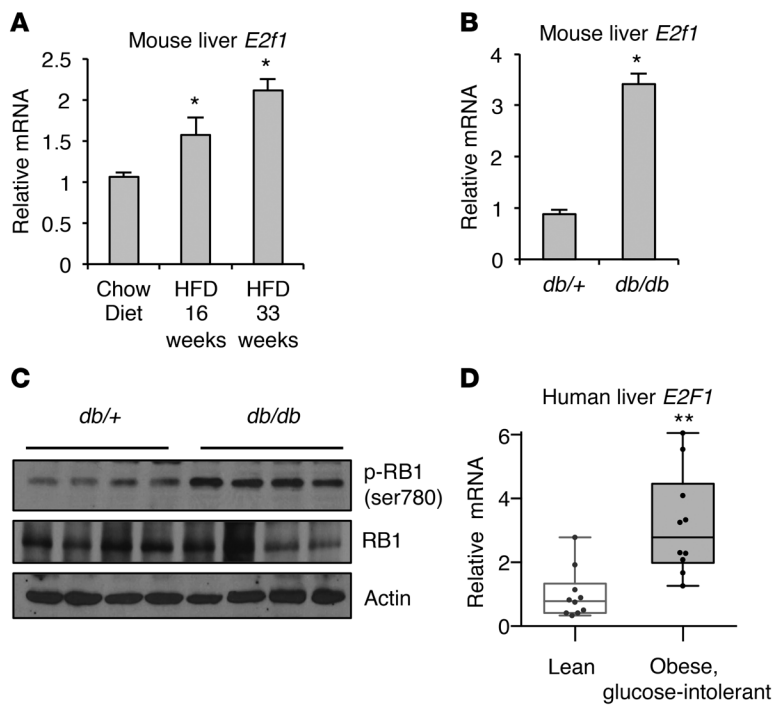 A
Mouse liver E2f1
Relative mRNA
2.5
2
1.5
1
0.5
0
*
*
Chow Diet
HFD 16 weeks
HFD 33 weeks
B
Mouse liver E2f1
Relative mRNA
4
3
2
1
0
*
db/+
db/db
C
db/+
db/db
p-RB1
(ser780)
RB1
Actin
D
Human liver E2F1
Relative mRNA
6
4
2
0
**
Lean
Obese,
glucose-intolerant